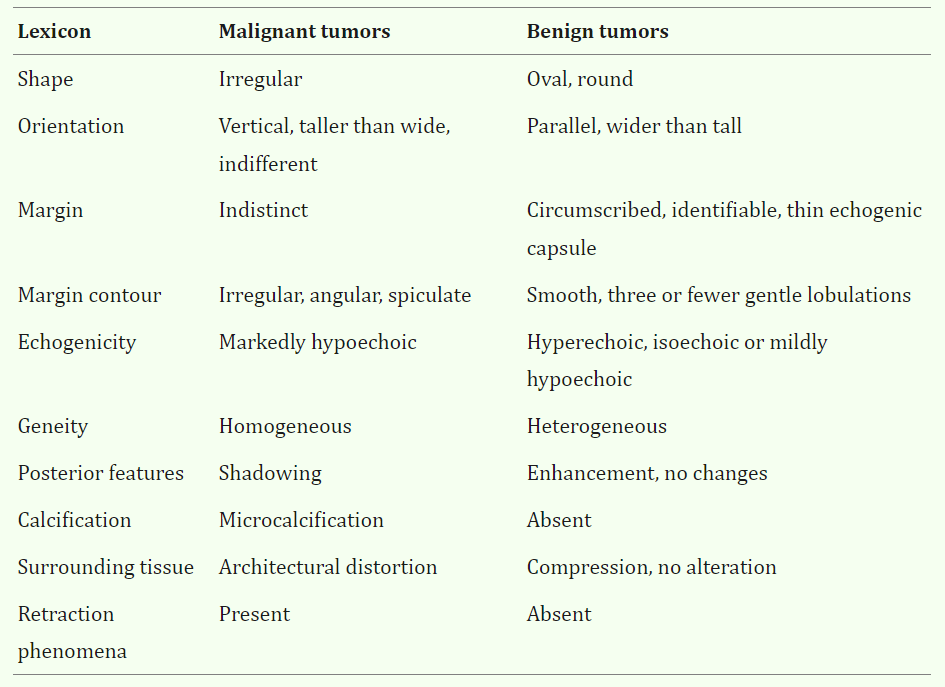 Lexicon Malignant tumors Benign tumors
Shape Irregular Oval, round
Orientation Vertical, taller than wide, Parallel, wider than tall
indifferent
Margin Indistinct Circumscribed, identifiable, thin echogenic
capsule
Margin contour Irregular, angular, spiculate Smooth, three or fewer gentle lobulations
Echogenicity Markedly hypoechoic Hyperechoic, isoechoic or mildly
hypoechoic
Geneity Homogeneous Heterogeneous
Posterior features Shadowing Enhancement, no changes
Calcification Microcalcification Absent
Surrounding tissue Architectural distortion Compression, no alteration
Retraction Present Absent
phenomena